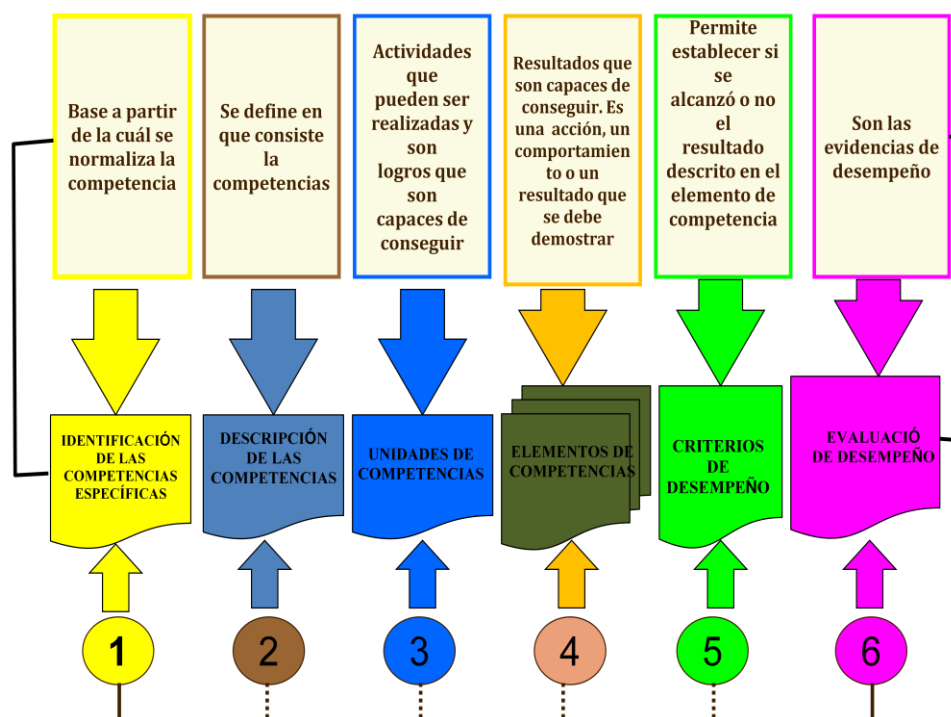 Base a partir
de la cuál se
normaliza la
competencia
Se define en
que consiste
la
competencias
Actividades
que
pueden ser
realizadas y
son
logros que
son
capaces de
conseguir
Resultados que
son capaces de
conseguir. Es
una acción, un
comportamien
to o un
resultado que
se debe
demostrar
Permite
establecer si
se
alcanzó o no
el
resultado
descrito en el
elemento de
competencia
Son las
evidencias de
desempeño
IDENTIFICACIÓN
DE LAS
COMPETENCIAS
ESPECÍFICAS
DESCRIPCIÓN
DE LAS
COMPETENCIAS
UNIDADES DE
COMPETENCIAS
ELEMENTOS DE
COMPETENCIAS
CRITERIOS
DE
DESEMPEÑO
EVALUACIÓ
DE DESEMPEÑO
1
2
3
4
5
6